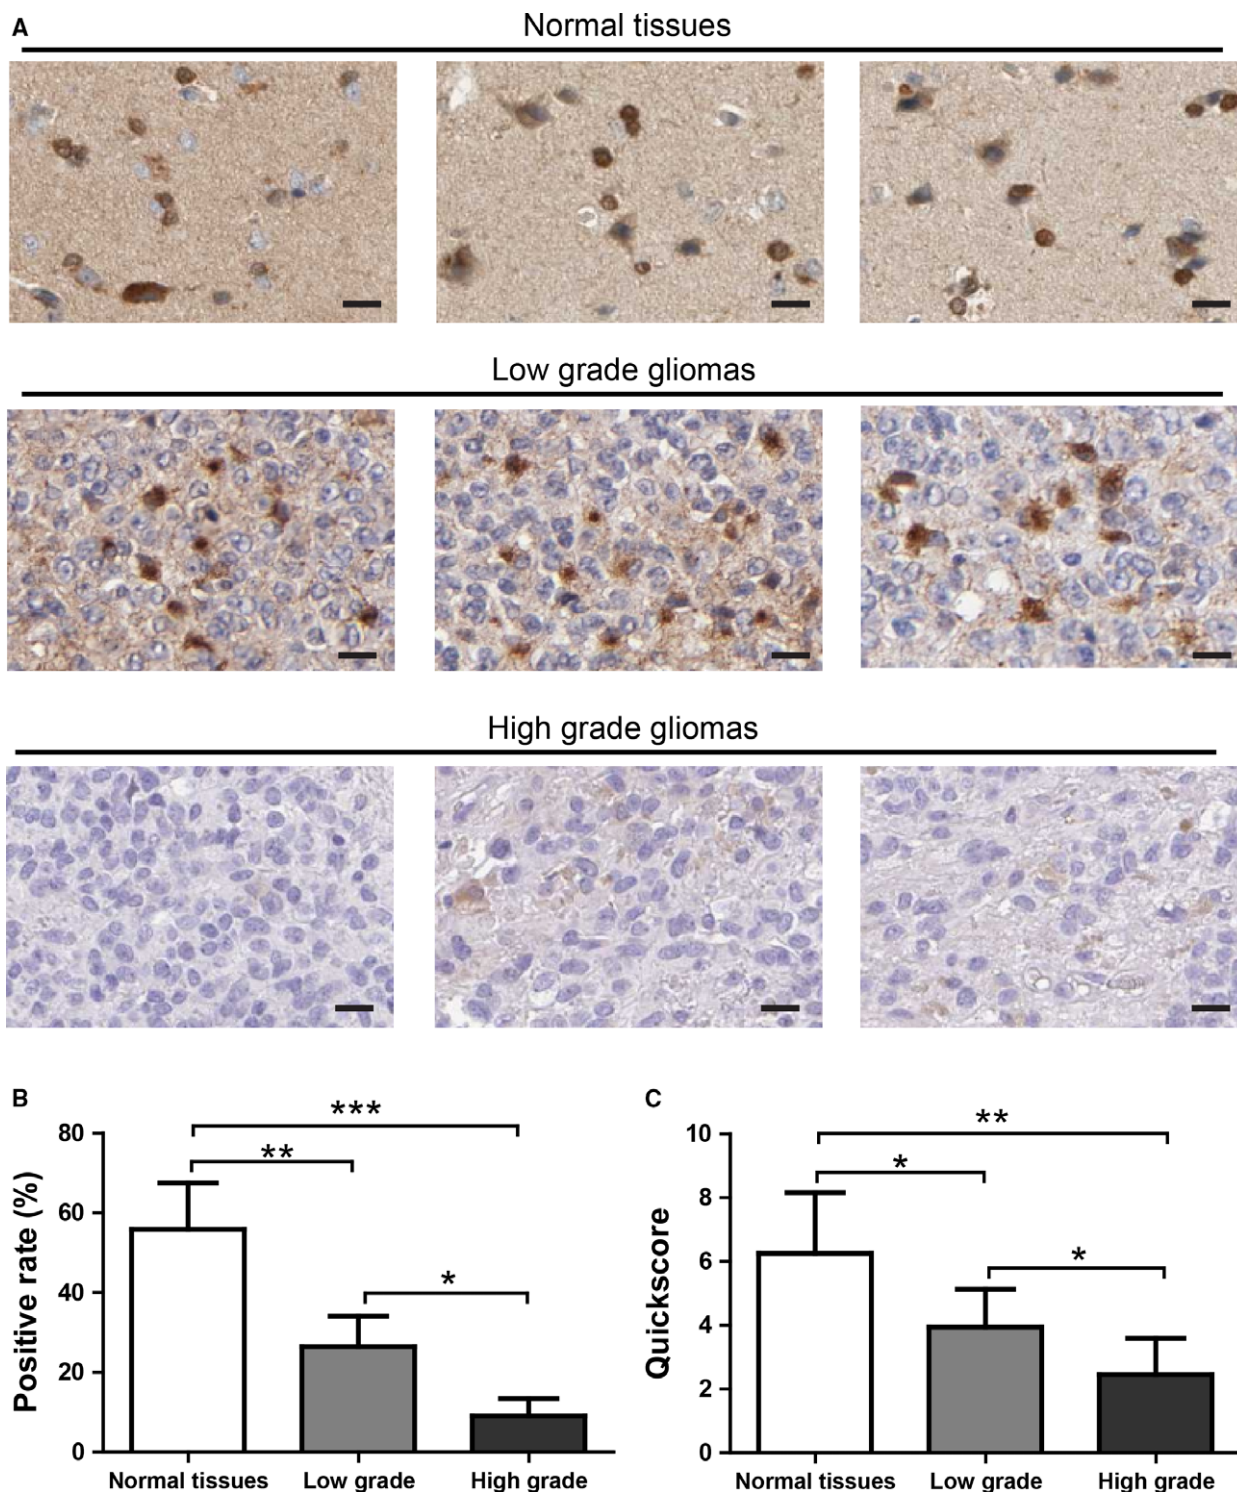 A
Normal tissues
Low grade gliomas
High grade gliomas
B
***
**
*
80
60
40
20
0
Positive rate (%)
Normal tissues
Low grade
High grade
C
**
*
*
10
8
6
4
2
0
Quickscore
Normal tissues
Low grade
High grade